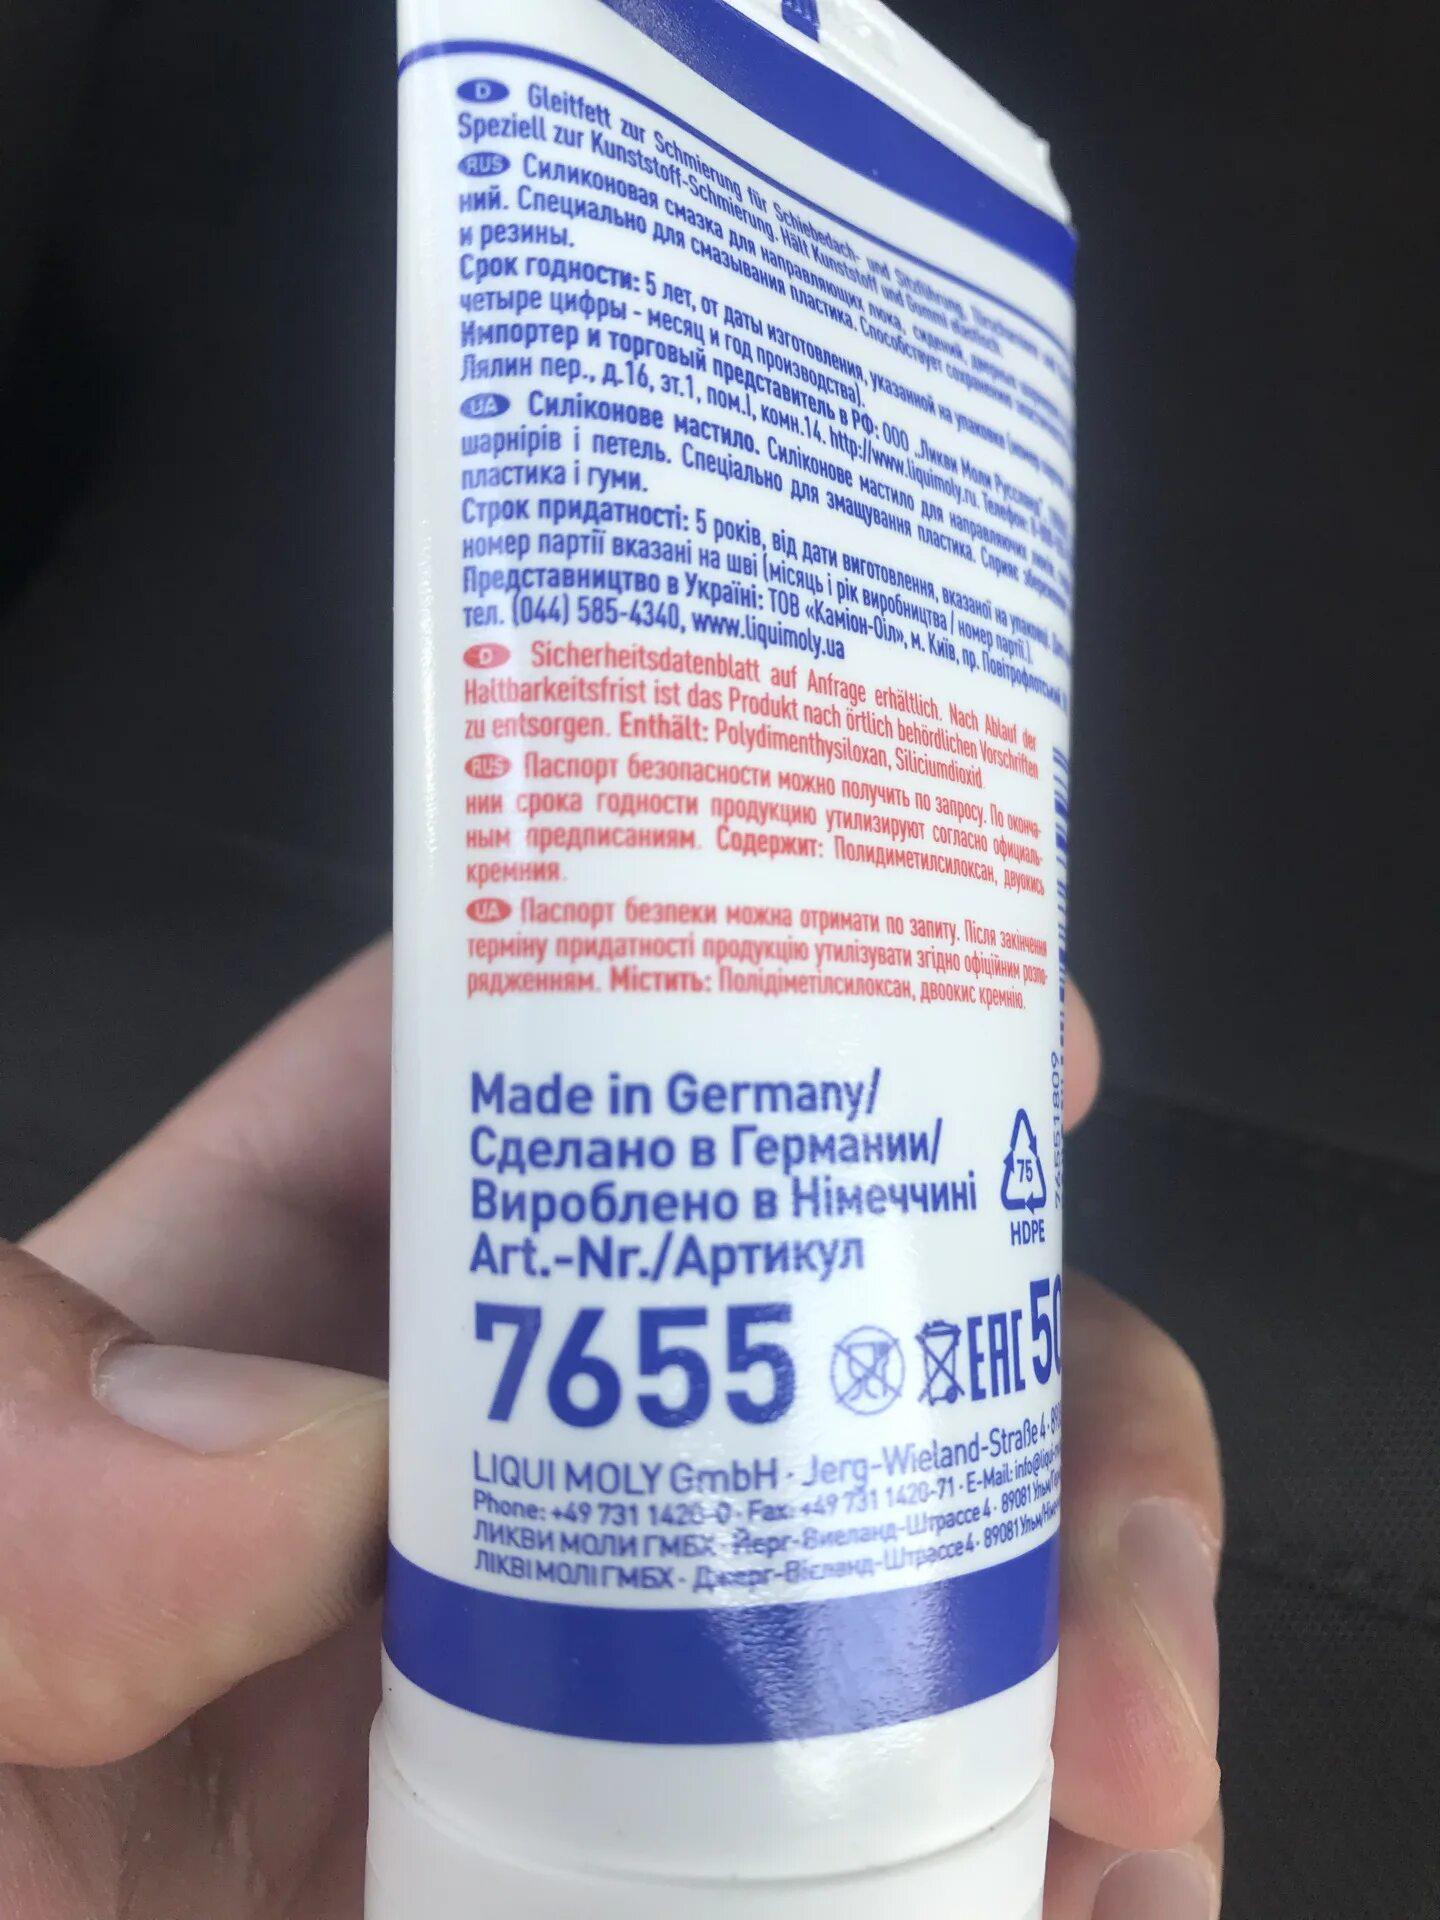 D Gleitfett zur Schmierung für Schiebedach- und Sitzführung,
Speziell zur Kunststoff-Schmierung. Hält Kunststoff und Gummi elastisch.
RUS Силиконовая смазка для направляющих люка, сидений, дверных
ний. Специально для смазывания пластика. Способствует сохранению
и резины.
Срок годности: 5 лет, от даты изготовления, указанной на упаковке
четыре цифры - месяц и год производства).
Импортер и торговый представитель в РФ: ООО „Ликви Моли Руссланд"
Лялин пер., д.16, эт.1, пом.I, комн.14. http://www.liquimoly.ru. Телефон:
UA Силіконове мастило. Силіконове мастило для направляючих
шарнірів і петель. Спеціально для змащування пластика. Сприяє
пластика і гуми.
Строк придатності: 5 років, від дати виготовлення, вказаної на упаковці.
номер партії вказані на шві (місяць і рік виробництва / номер партії).
Представництво в Україні: ТОВ «Каміон-Оіл», м. Київ, пр. Повітрофлотський
тел. (044) 585-4340, www.liquimoly.ua
D Sicherheitsdatenblatt auf Anfrage erhältlich. Nach Ablauf der
Haltbarkeitsfrist ist das Produkt nach örtlich behördlichen Vorschriften
zu entsorgen. Enthält: Polydimenthysiloxan, Siliciumdioxid
RUS Паспорт безопасности можно получить по запросу. По оконча-
нии срока годности продукцию утилизируют согласно официаль-
ным предписаниям. Содержит: Полидиметилсилоксан, двуокись
кремния.
UA Паспорт безпеки можна отримати по запиту. Після закінчення
терміну придатності продукцію утилізувати згідно офіційним розпо-
рядженням. Містить: Полідіметілсилоксан, двоокис кремнію.
Made in Germany/
Сделано в Германии/
Вироблено в Німеччині
Art.-Nr./Артикул
75
HDPE
76551809
7655
EAC 50
LIQUI MOLY GmbH · Jerg-Wieland-Straße 4 ·
Phone: +49 731 1420-0 · Fax: +49 731 1420-71 · E-Mail:
ЛИКВИ МОЛИ ГМБХ · Йерг-Виеланд-Штрассе 4 · 89081
ЛІКВІ МОЛІ ГМБХ · Джерг-Вієланд-Штрассе 4 · 89081